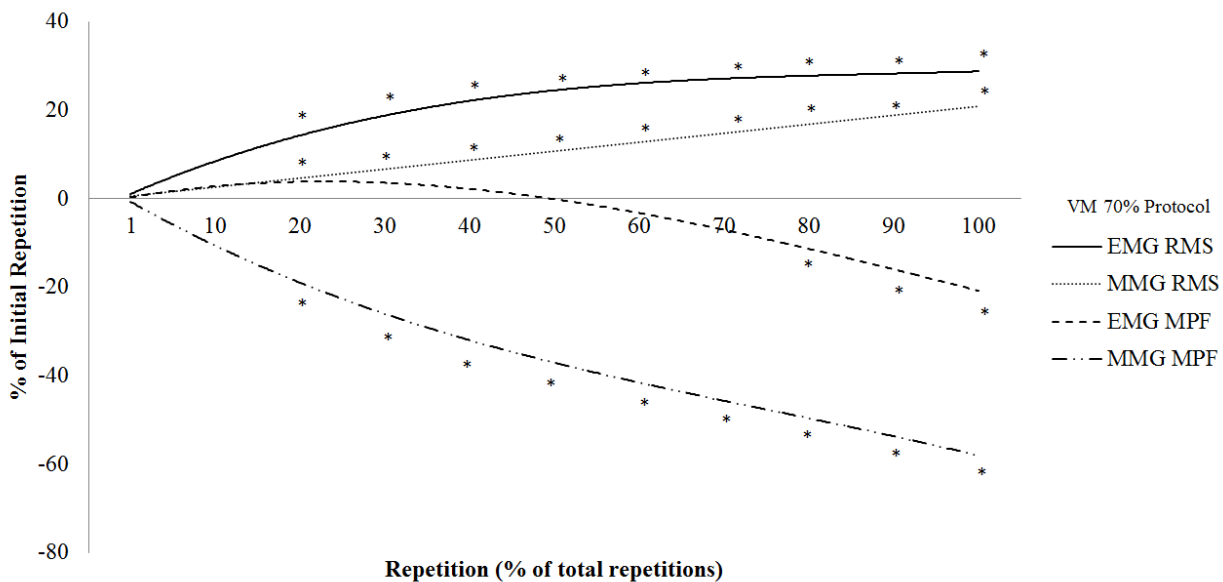 40
20
0
-20
-40
-60
-80
% of Initial Repetition
1 10 20 30 40 50 60 70 80 90 100
Repetition (% of total repetitions)
* * * * * * * * *
* * * * * * * * *
* * *
* * * * * * * * *
VM 70% Protocol
EMG RMS
MMG RMS
EMG MPF
MMG MPF